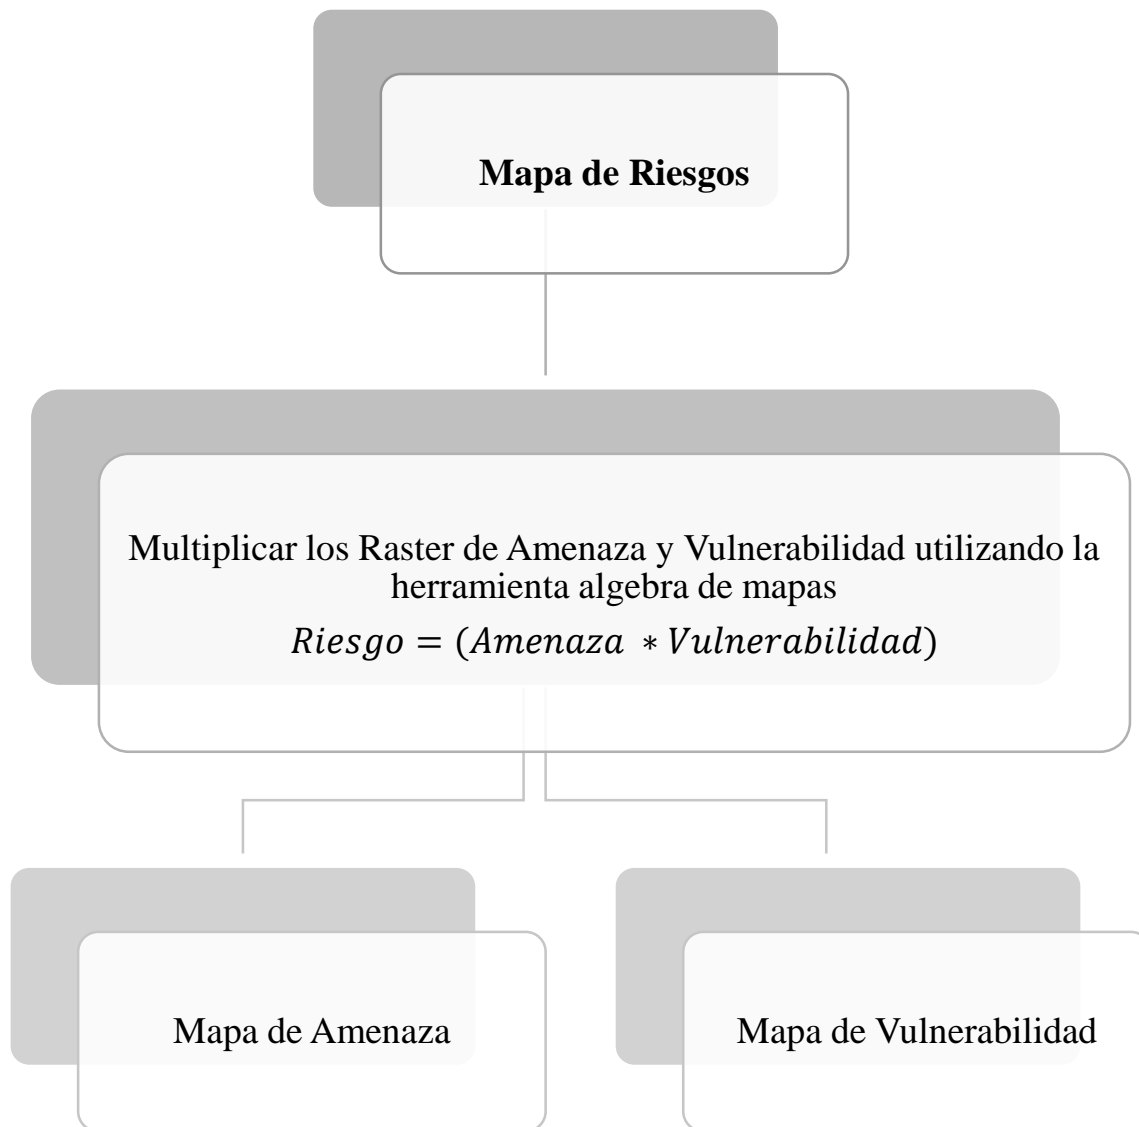 Mapa de Riesgos
Multiplicar los Raster de Amenaza y Vulnerabilidad utilizando la
herramienta algebra de mapas
Riesgo = (Amenaza * Vulnerabilidad)
Mapa de Amenaza
Mapa de Vulnerabilidad